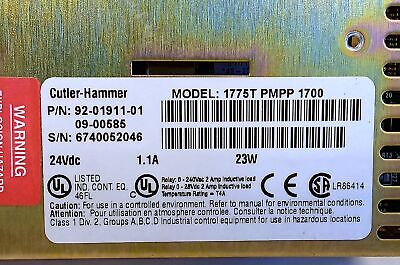 Cutler-Hammer MODEL: 1775T PMPP 1700
P/N: 92-01911-01
09-00585
S/N: 6740052046
24Vdc 1.1A 23W
UL LISTED
IND. CONT. EQ.
46FL
Relay: 0 - 240Vac 2 Amp inductive load
Relay 0 - 28Vdc 2 Amp inductive load
Temperature Rating = T4A
LR86414
Caution: For use in a controlled environment. Refer to manual for environmental conditions.
Attention: Pour utilisation en atmosphere controlee. Consulter la notice.
Class 1 Div. 2, Groups A,B,C,D Industrial control equipment for use in hazardous locations
WARNING